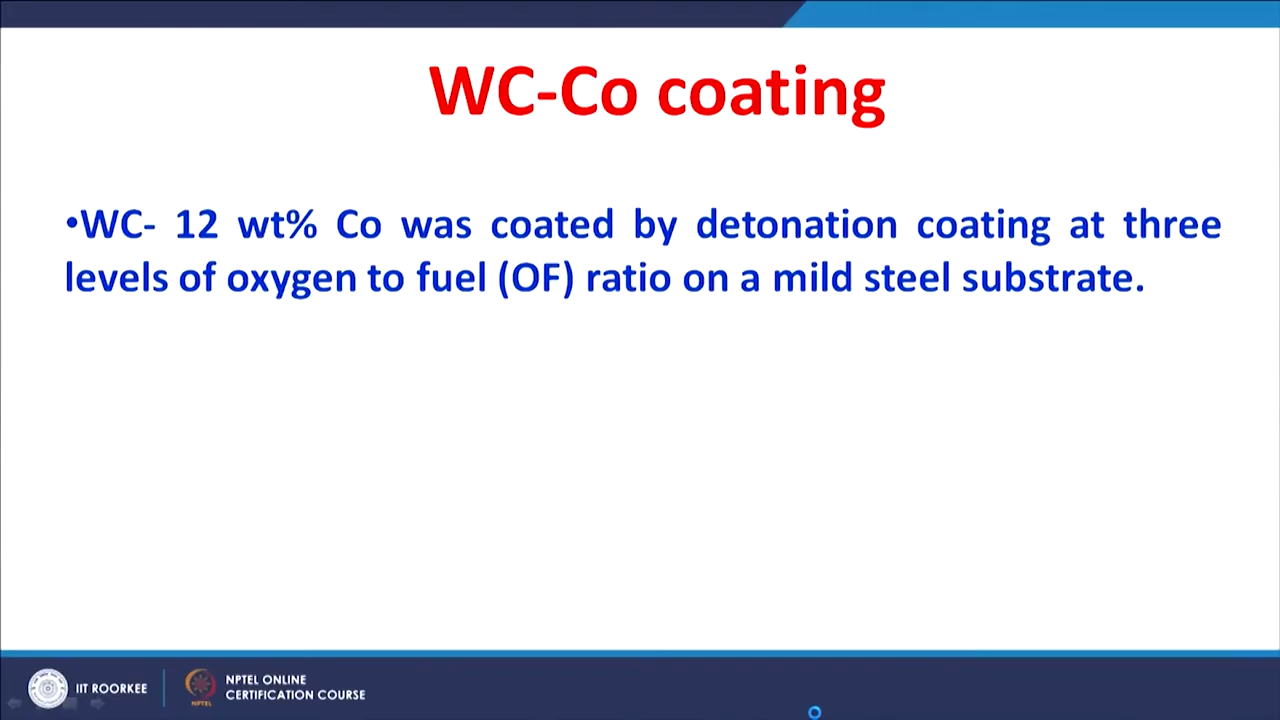 WC-Co coating
•WC- 12 wt% Co was coated by detonation coating at three
levels of oxygen to fuel (OF) ratio on a mild steel substrate.
IIT ROORKEE
NPTEL
NPTEL ONLINE
CERTIFICATION COURSE